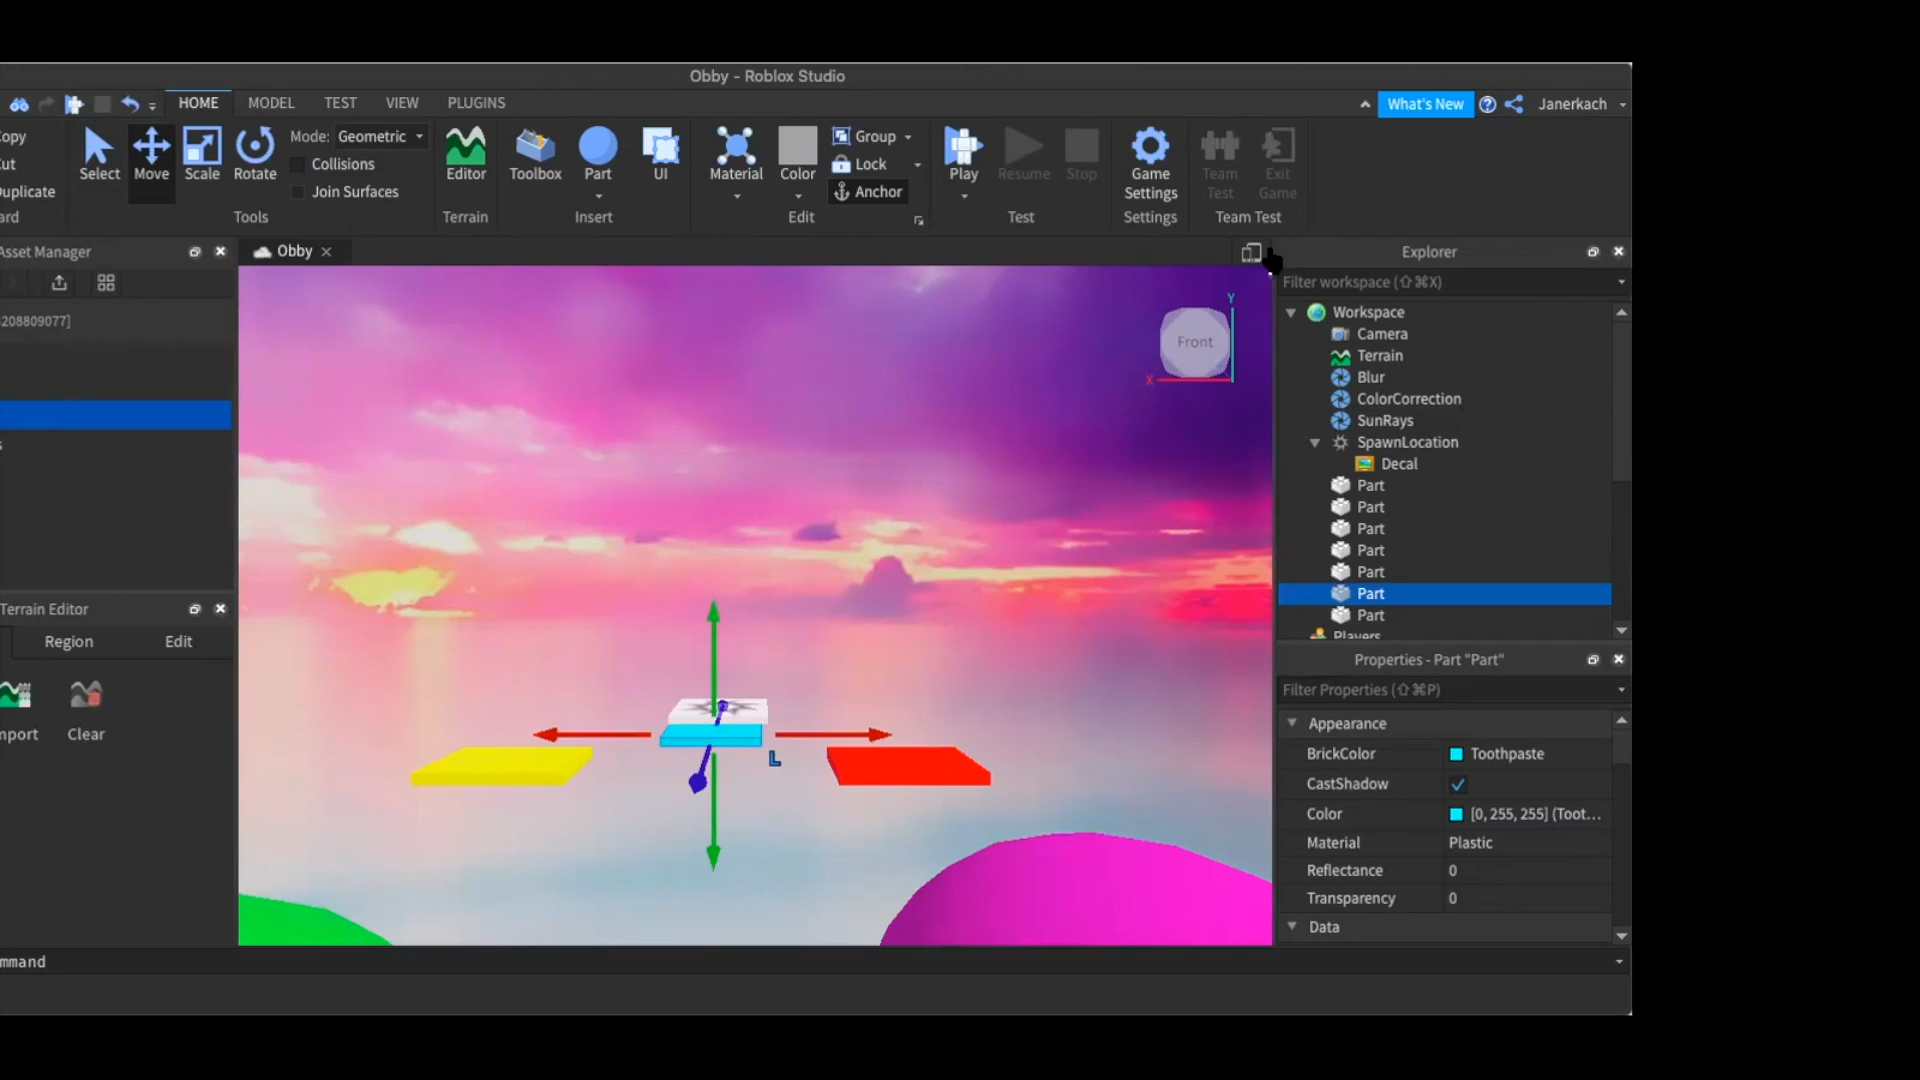 Obby - Roblox Studio
HOME MODEL TEST VIEW PLUGINS What's New Janerkach
opy
ut
uplicate
ard
Select Move Scale Rotate
Mode: Geometric
Collisions
Join Surfaces
Tools
Editor
Terrain
Toolbox Part UI
Insert
Material Color
Group
Lock
Anchor
Edit
Play Resume Stop
Test
Game
Settings
Settings
Team
Test
Exit
Game
Team Test
Asset Manager
Obby
208809077]
s
Terrain Editor
Region Edit
mport Clear
Front
Y
X
L
Explorer
Filter workspace (⇧⌘X)
Workspace
Camera
Terrain
Blur
ColorCorrection
SunRays
SpawnLocation
Decal
Part
Part
Part
Part
Part
Part
Part
Players
Properties - Part "Part"
Filter Properties (⇧⌘P)
Appearance
BrickColor Toothpaste
CastShadow
Color [0, 255, 255] (Toot...
Material Plastic
Reflectance 0
Transparency 0
Data
mmand